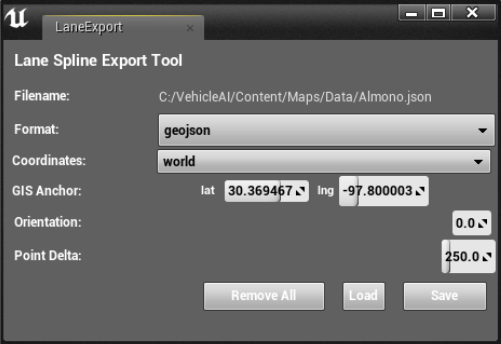 LaneExport
Lane Spline Export Tool
Filename: C:/VehicleAI/Content/Maps/Data/Almono.json
Format: geojson
Coordinates: world
GIS Anchor: lat 30.369467 lng -97.800003
Orientation: 0.0
Point Delta: 250.0
Remove All Load Save